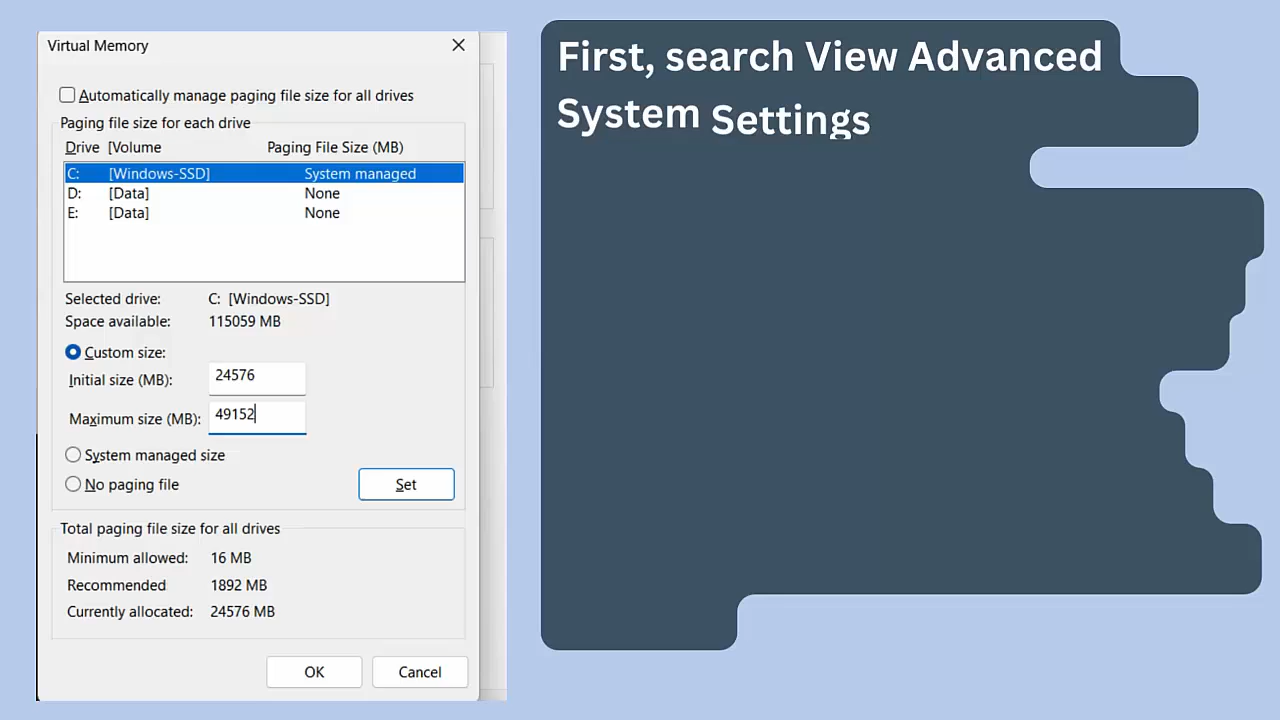 Virtual Memory
Automatically manage paging file size for all drives
Paging file size for each drive
Drive [Volume Paging File Size (MB)
C: [Windows-SSD] System managed
D: [Data] None
E: [Data] None
Selected drive: C: [Windows-SSD]
Space available: 115059 MB
Custom size:
Initial size (MB): 24576
Maximum size (MB): 49152
System managed size
No paging file
Set
Total paging file size for all drives
Minimum allowed: 16 MB
Recommended 1892 MB
Currently allocated: 24576 MB
OK Cancel
First, search View Advanced
System Settings